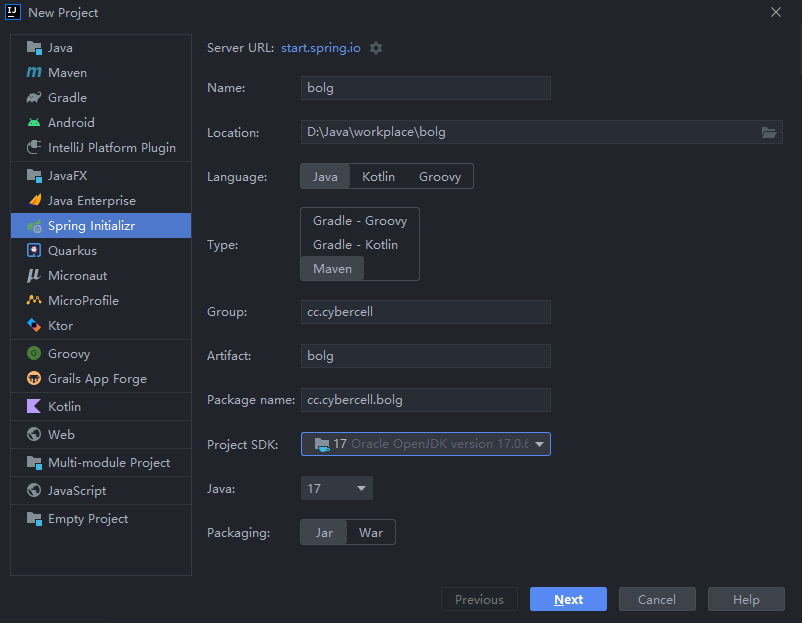 New Project
Java
Maven
Gradle
Android
IntelliJ Platform Plugin
JavaFX
Java Enterprise
Spring Initializr
Quarkus
Micronaut
MicroProfile
Ktor
Groovy
Grails App Forge
Kotlin
Web
Multi-module Project
JavaScript
Empty Project
Server URL: start.spring.io
Name: bolg
Location: D:\Java\workplace\bolg
Language: Java Kotlin Groovy
Type:
Gradle - Groovy
Gradle - Kotlin
Maven
Group: cc.cybercell
Artifact: bolg
Package name: cc.cybercell.bolg
Project SDK: 17 Oracle OpenJDK version 17.0.6
Java: 17
Packaging: Jar War
Previous Next Cancel Help